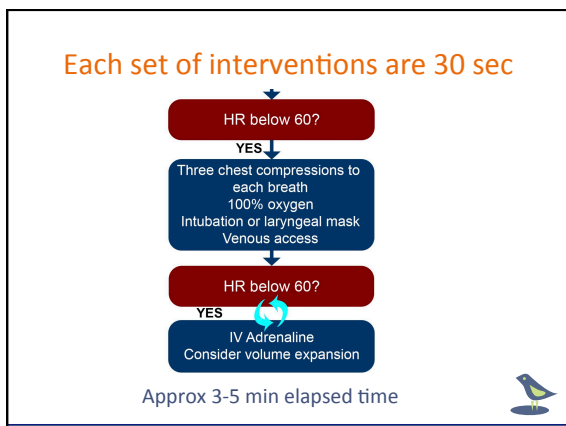 Each set of interventions are 30 sec
HR below 60?
YES
Three chest compressions to
each breath
100% oxygen
Intubation or laryngeal mask
Venous access
HR below 60?
YES
IV Adrenaline
Consider volume expansion
Approx 3-5 min elapsed time